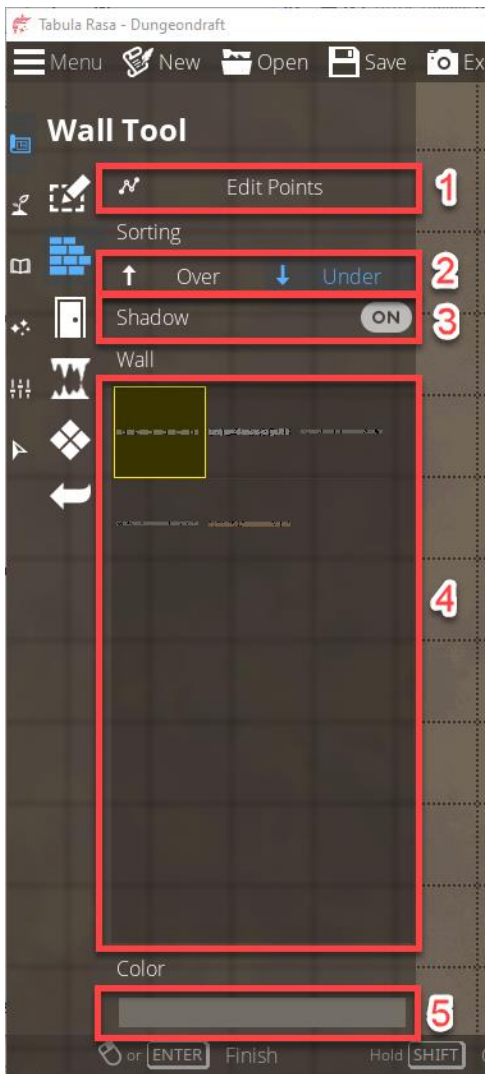 Tabula Rasa - Dungeondraft
Menu New Open Save Ex
Wall Tool
Edit Points
1
Sorting
Over Under
2
Shadow ON
3
Wall
4
Color
5
or ENTER Finish Hold SHIFT